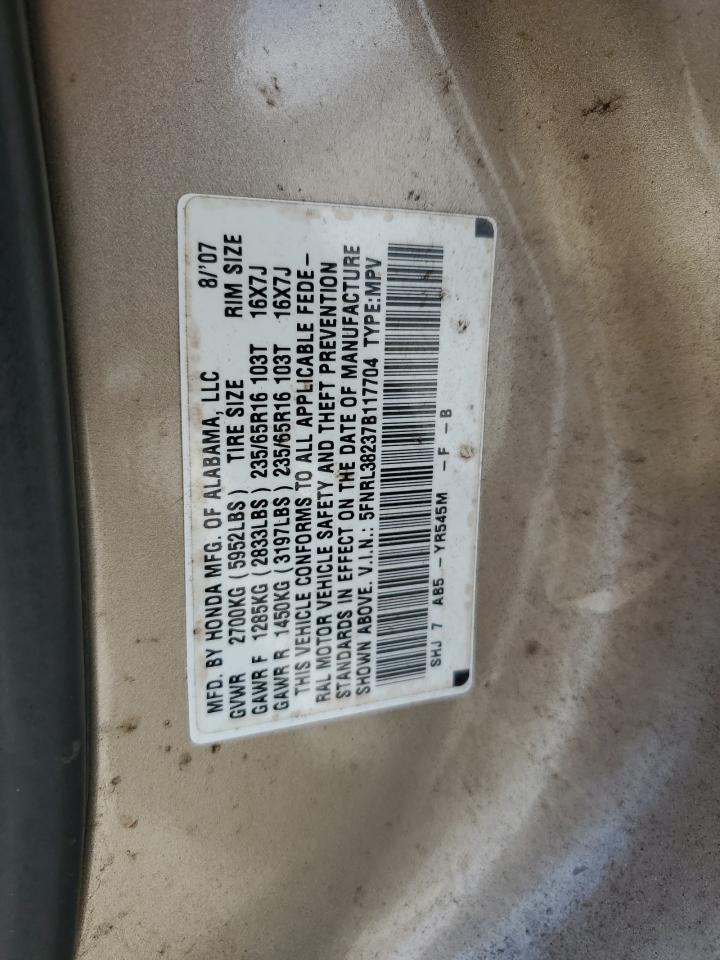 MFD. BY HONDA MFG. OF ALABAMA, LLC 8/'07
GVWR 2700KG (5952LBS) TIRE SIZE RIM SIZE
GAWR F 1285KG (2833LBS) 235/65R16 103T 16X7J
GAWR R 1450KG (3197LBS) 235/65R16 103T 16X7J
THIS VEHICLE CONFORMS TO ALL APPLICABLE FEDE-
RAL MOTOR VEHICLE SAFETY AND THEFT PREVENTION
STANDARDS IN EFFECT ON THE DATE OF MANUFACTURE
SHOWN ABOVE. V.I.N.: 5FNRL38237B117704 TYPE:MPV
SHJ 7 AB5 -YR545M -F -B